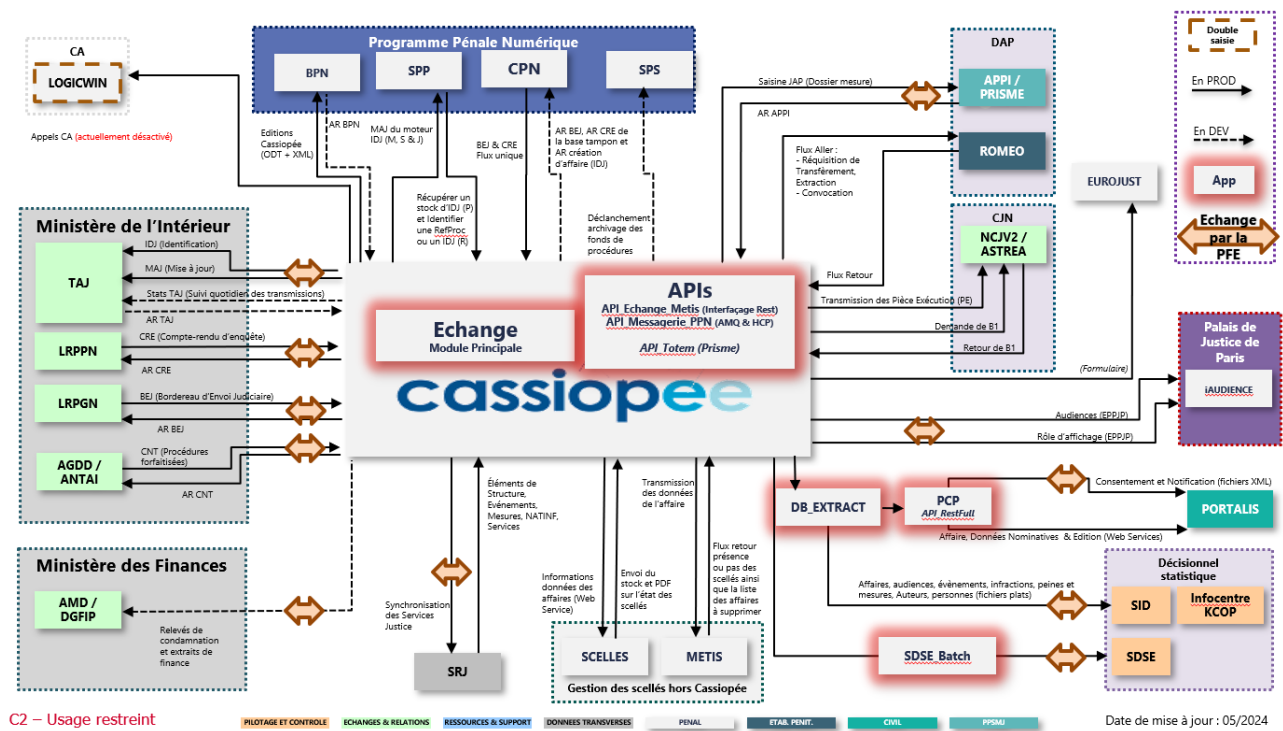 CA
LOGICWIN
Appels CA (actuellement désactivé)
Programme Pénale Numérique
BPN
SPP
CPN
SPS
Editions
Cassiopée
(ODT + XML)
AR BPN
MAJ du moteur
IDJ (M, S & J)
Récupérer un
stock d'IDJ (P)
et Identifier
une RefProc
ou un IDJ (R)
BEJ & CRE
Flux unique
AR BEJ, AR CRE de
la base tampon et
AR création
d'affaire (IDJ)
Déclanchement
archivage des
fonds de
procédures
DAP
Saisine JAP (Dossier mesure)
AR APPI
APPI /
PRISME
ROMEO
Flux Aller :
- Réquisition de
Transfèrement,
Extraction
- Convocation
Flux Retour
CJN
NCJV2 /
ASTREA
Transmission des Pièce Exécution (PE)
Demande de B1
Retour de B1
EUROJUST
(Formulaire)
Double
saisie
En PROD
En DEV
App
Echange
par la
PFE
Ministère de l'Intérieur
TAJ
IDJ (Identification)
MAJ (Mise à jour)
Stats TAJ (Suivi quotidien des transmissions)
AR TAJ
LRPPN
CRE (Compte-rendu d'enquête)
AR CRE
LRPGN
BEJ (Bordereau d'Envoi Judiciaire)
AR BEJ
AGDD /
ANTAI
CNT (Procédures
forfaitisées)
AR CNT
Echange
Module Principale
APIs
API_Echange_Metis (Interfaçage Rest)
API_Messagerie_PPN (AMQ & HCP)
API_Totem (Prisme)
cassiopée
Palais de
Justice de
Paris
iAUDIENCE
Audiences (EPPJP)
Rôle d'affichage (EPPJP)
Ministère des Finances
AMD /
DGFIP
Relevés de
condamnation
et extraits de
finance
Éléments de
Structure,
Evénements,
Mesures, NATINF,
Services
Synchronisation
des Services
Justice
SRJ
Informations
données des
affaires (Web
Service)
Envoi du
stock et PDF
sur l'état des
scellés
Transmission
des données
de l'affaire
Flux retour
présence
ou pas des
scellés ainsi
que la liste
des affaires
à supprimer
SCELLES
METIS
Gestion des scellés hors Cassiopée
DB_EXTRACT
PCP
API_RestFull
Consentement et Notification (fichiers XML)
PORTALIS
Affaire, Données Nominatives & Edition (Web Services)
Décisionnel
statistique
Affaires, audiences, évènements, infractions, peines et
mesures, Auteurs, personnes (fichiers plats)
SID
Infocentre
KCOP
SDSE_Batch
SDSE
C2 – Usage restreint
PILOTAGE ET CONTROLE
ECHANGES & RELATIONS
RESSOURCES & SUPPORT
DONNEES TRANSVERSES
PENAL
ETAB. PENIT.
CIVIL
PPSMJ
Date de mise à jour : 05/2024